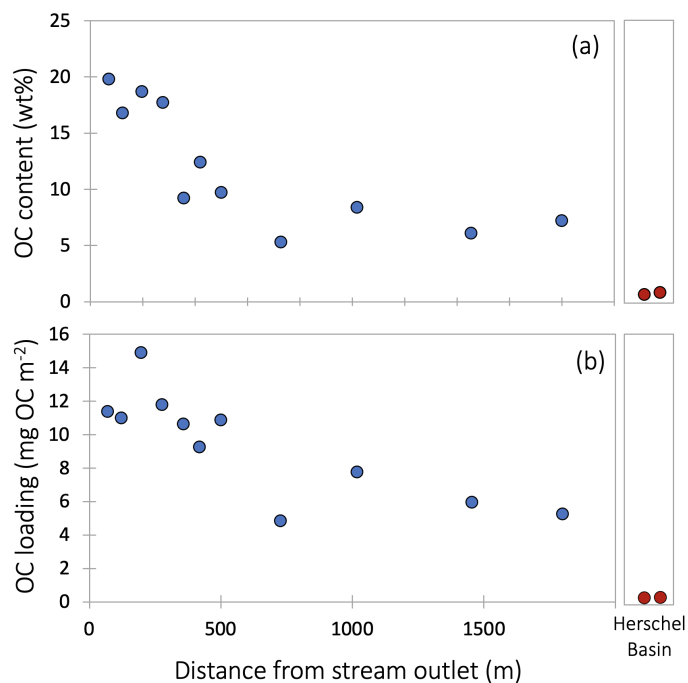 25
20
15
10
5
0
OC content (wt%)
(a)
16
14
12
10
8
6
4
2
0
OC loading (mg OC m⁻²)
(b)
0
500
1000
1500
Distance from stream outlet (m)
Herschel
Basin